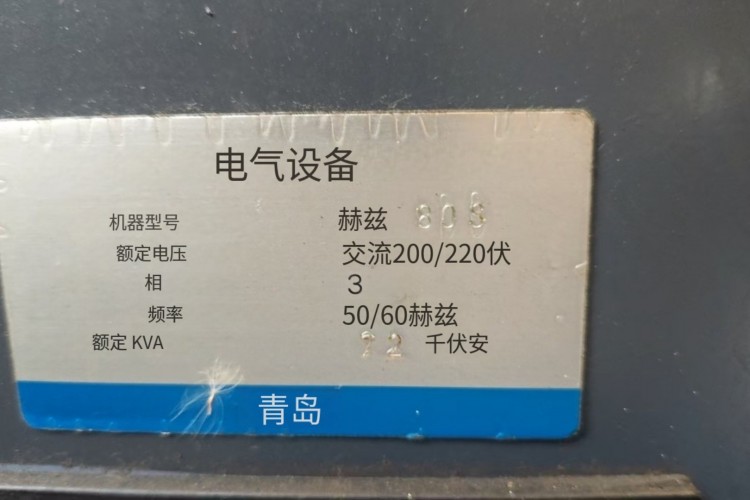 电气设备
机器型号 赫兹 80S
额定电压 交流200/220伏
相 3
频率 50/60赫兹
额定 KVA 22 千伏安
青岛